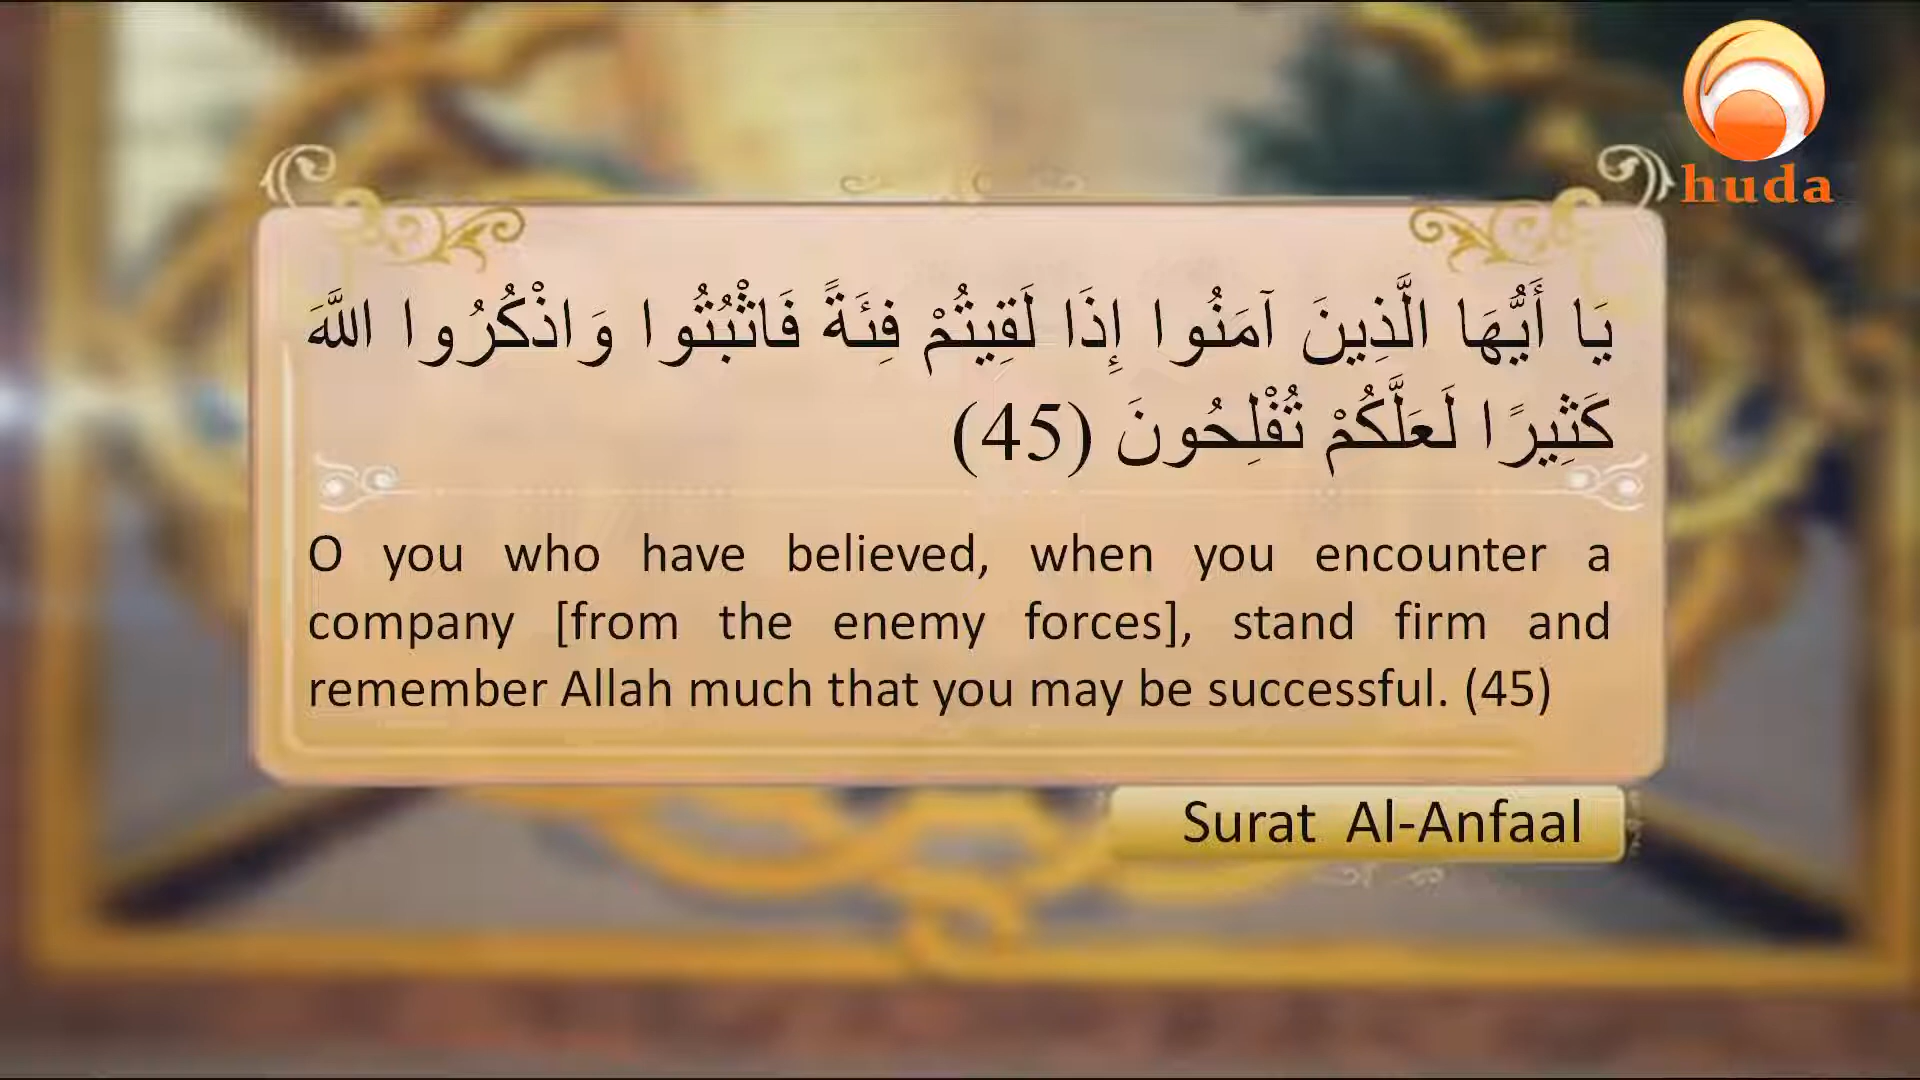 huda
يَا أَيُّهَا الَّذِينَ آمَنُوا إِذَا لَقِيتُمْ فِئَةً فَاثْبُتُوا وَاذْكُرُوا اللَّهَ
كَثِيرًا لَعَلَّكُمْ تُفْلِحُونَ (45)
O you who have believed, when you encounter a
company [from the enemy forces], stand firm and
remember Allah much that you may be successful. (45)
Surat Al-Anfaal